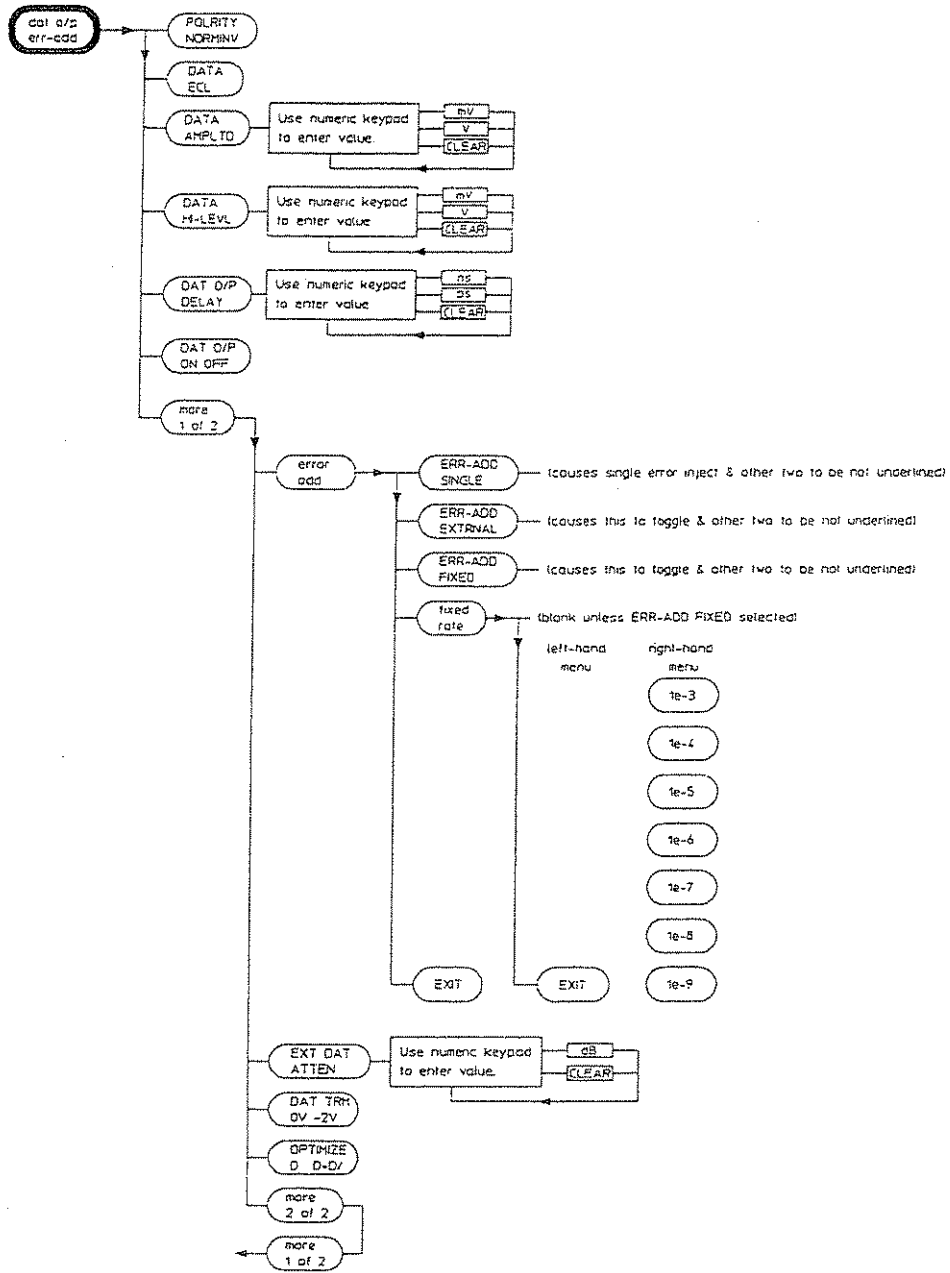 dat o/p
err-add
POLRITY
NORMINV
DATA
ECL
DATA
AMPLTD
Use numeric keypad
to enter value.
mV
V
CLEAR
DATA
HI-LEVL
Use numeric keypad
to enter value
mV
V
CLEAR
DAT O/P
DELAY
Use numeric keypad
to enter value
ns
ps
CLEAR
DAT O/P
ON OFF
more
1 of 2
error
add
ERR-ADD
SINGLE
(causes single error inject & other two to be not underlined)
ERR-ADD
EXTRNAL
(causes this to toggle & other two to be not underlined)
ERR-ADD
FIXED
(causes this to toggle & other two to be not underlined)
fixed
rate
(blank unless ERR-ADD FIXED selected)
left-hand
menu
right-hand
menu
1e-3
1e-4
1e-5
1e-6
1e-7
1e-8
1e-9
EXIT
EXIT
EXT DAT
ATTEN
Use numeric keypad
to enter value.
dB
CLEAR
DAT TRM
0V -2V
OPTIMIZE
D D-D/
more
2 of 2
more
1 of 2